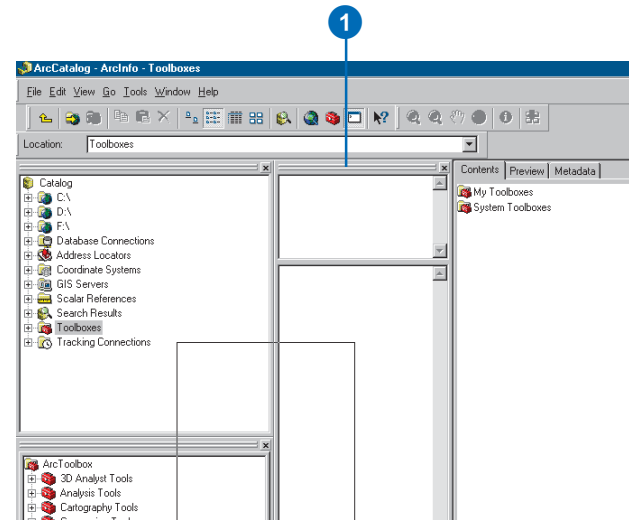 1
ArcCatalog - ArcInfo - Toolboxes
File Edit View Go Tools Window Help
Location: Toolboxes
Catalog
C:\
D:\
F:\
Database Connections
Address Locators
Coordinate Systems
GIS Servers
Scalar References
Search Results
Toolboxes
Tracking Connections
ArcToolbox
3D Analyst Tools
Analysis Tools
Cartography Tools
Contents Preview Metadata
My Toolboxes
System Toolboxes